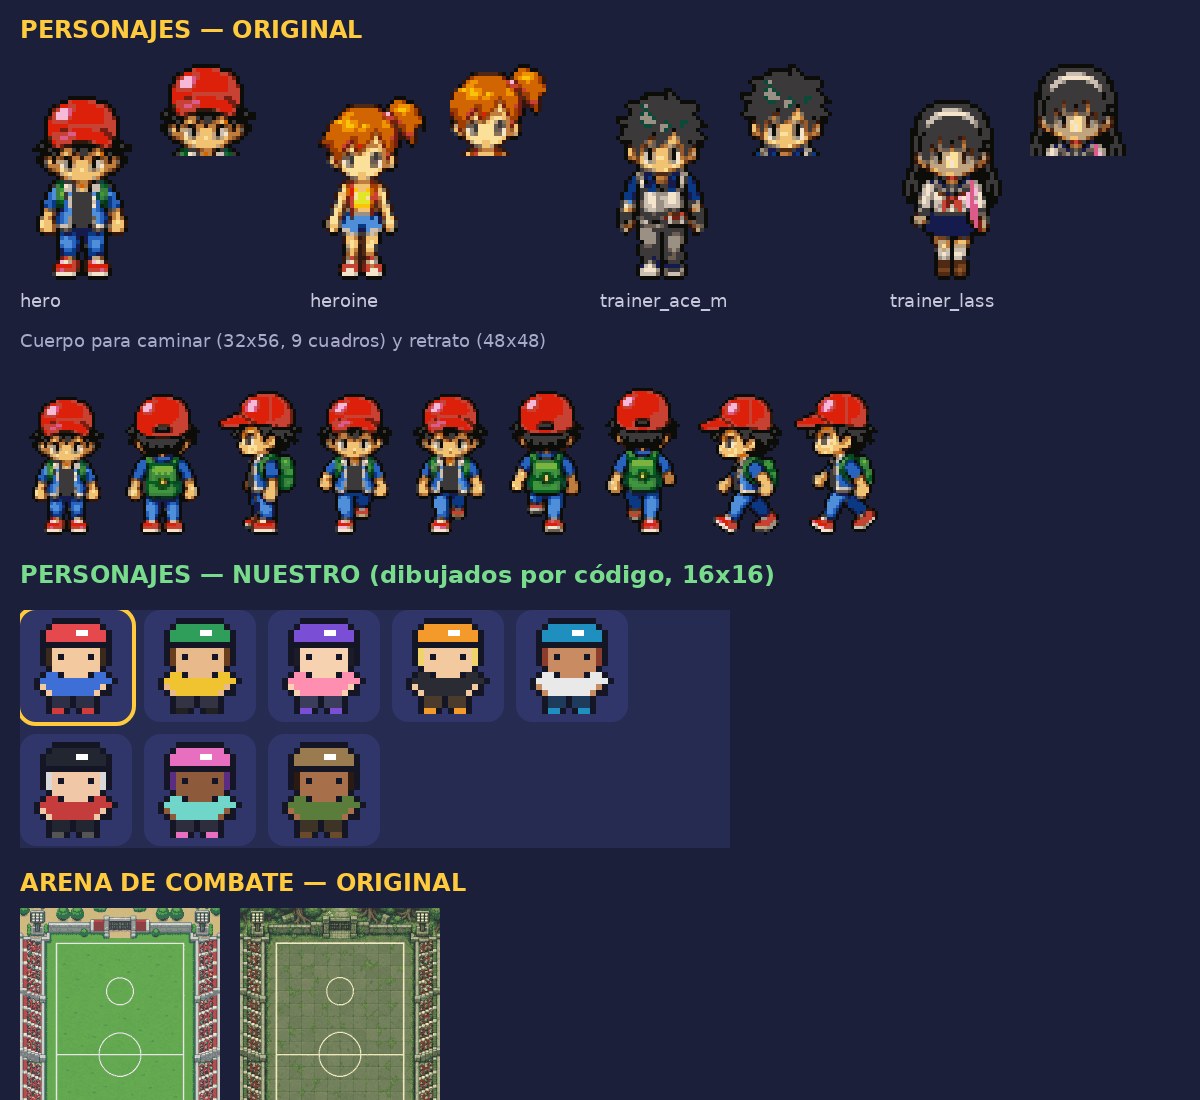 PERSONAJES — ORIGINAL
hero
heroine
trainer_ace_m
trainer_lass
Cuerpo para caminar (32x56, 9 cuadros) y retrato (48x48)
PERSONAJES — NUESTRO (dibujados por código, 16x16)
ARENA DE COMBATE — ORIGINAL